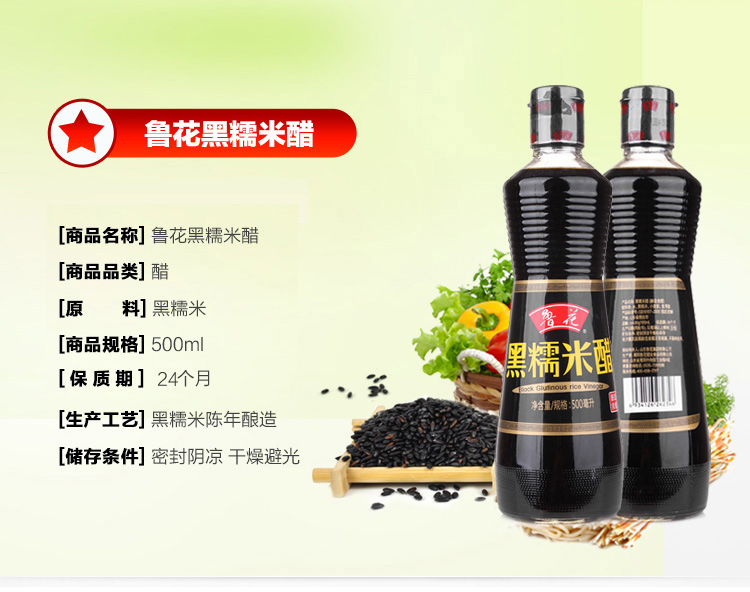 鲁花黑糯米醋
[商品名称] 鲁花黑糯米醋
[商品品类] 醋
[原 料] 黑糯米
[商品规格] 500ml
[保质期] 24个月
[生产工艺] 黑糯米陈年酿造
[储存条件] 密封阴凉 干燥避光
鲁花
黑糯米醋
Black Glutinous rice Vinegar
净含量/规格:500毫升